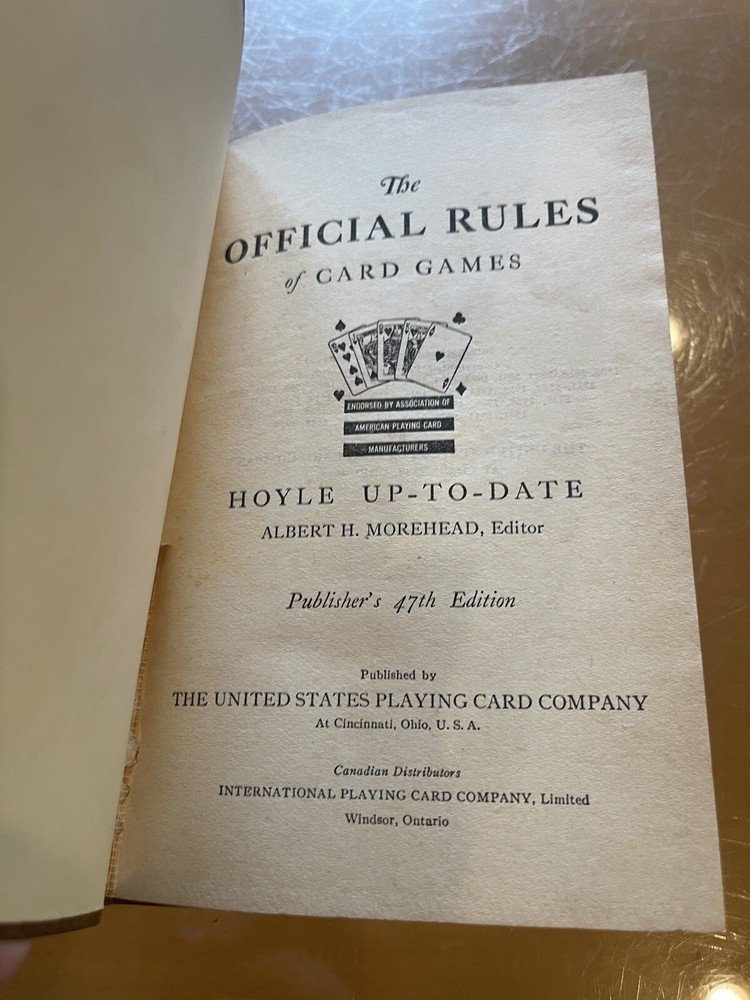 The
OFFICIAL RULES
of CARD GAMES
ENDORSED BY ASSOCIATION OF
AMERICAN PLAYING CARD
MANUFACTURERS
HOYLE UP-TO-DATE
ALBERT H. MOREHEAD, Editor
Publisher's 47th Edition
Published by
THE UNITED STATES PLAYING CARD COMPANY
At Cincinnati, Ohio, U. S. A.
Canadian Distributors
INTERNATIONAL PLAYING CARD COMPANY, Limited
Windsor, Ontario